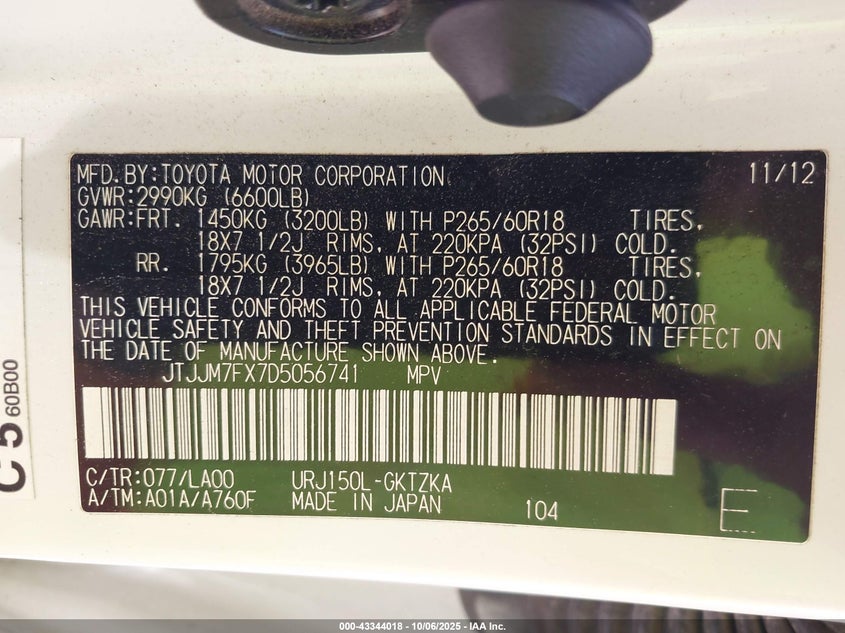 MFD.BY:TOYOTA MOTOR CORPORATION 11/12
GVWR:2990KG (6600LB)
GAWR:FRT. 1450KG (3200LB) WITH P265/60R18 TIRES,
18X7 1/2J RIMS, AT 220KPA (32PSI) COLD.
RR. 1795KG (3965LB) WITH P265/60R18 TIRES,
18X7 1/2J RIMS, AT 220KPA (32PSI) COLD.
THIS VEHICLE CONFORMS TO ALL APPLICABLE FEDERAL MOTOR
VEHICLE SAFETY AND THEFT PREVENTION STANDARDS IN EFFECT ON
THE DATE OF MANUFACTURE SHOWN ABOVE.
JTJJM7FX7D5056741 MPV
C/TR:077/LA00 URJ150L-GKTZKA
A/TM:A01A/A760F MADE IN JAPAN 104 E
C 5 60B00
000-43344018 - 10/06/2025 - IAA Inc.